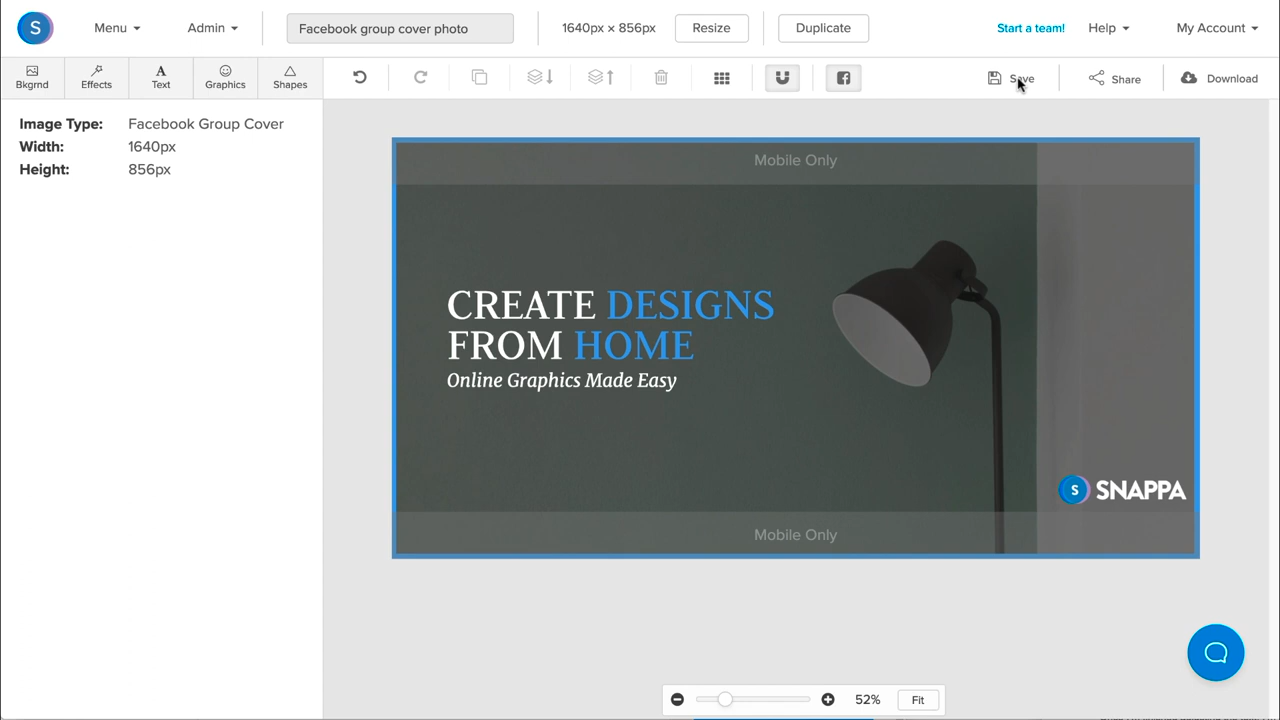 S
Menu
Admin
Facebook group cover photo
1640px × 856px
Resize
Duplicate
Start a team!
Help
My Account
Bkgrnd
Effects
A
Text
Graphics
Shapes
Save
Share
Download
Image Type: Facebook Group Cover
Width: 1640px
Height: 856px
Mobile Only
CREATE DESIGNS
FROM HOME
Online Graphics Made Easy
S SNAPPA
Mobile Only
52%
Fit